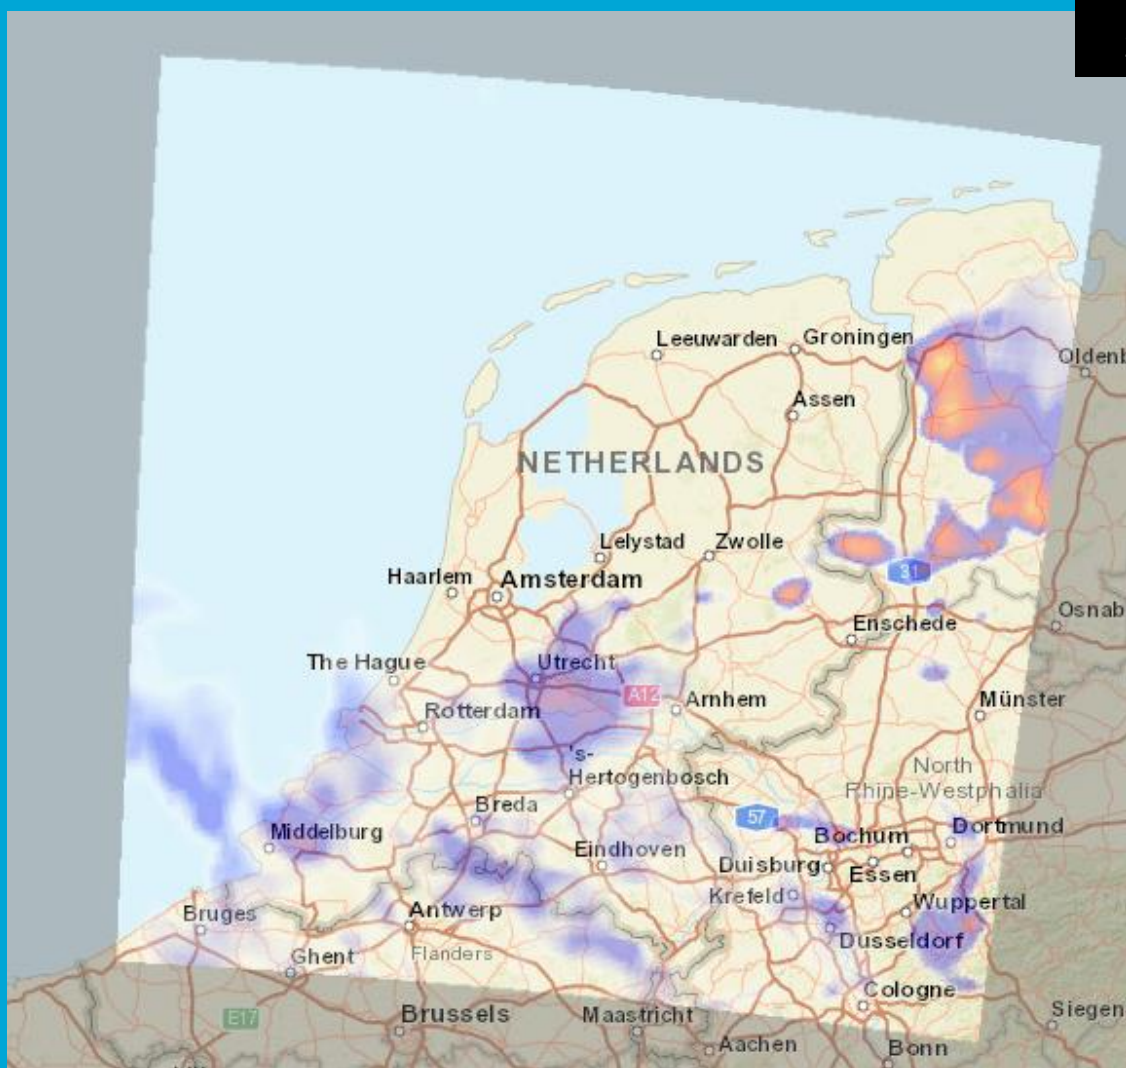 Leeuwarden
Groningen
Oldenb
Assen
NETHERLANDS
Lelystad
Zwolle
Haarlem
Amsterdam
31
Osnab
Enschede
The Hague
Utrecht
A12
Arnhem
Münster
Rotterdam
's-
Hertogenbosch
North
Rhine-Westphalia
Breda
57
Middelburg
Bochum
Dortmund
Eindhoven
Duisburg
Essen
Krefeld
Bruges
Antwerp
Wuppertal
Flanders
Dusseldorf
Ghent
Cologne
E17
Brussels
Maastricht
Siegen
Aachen
Bonn